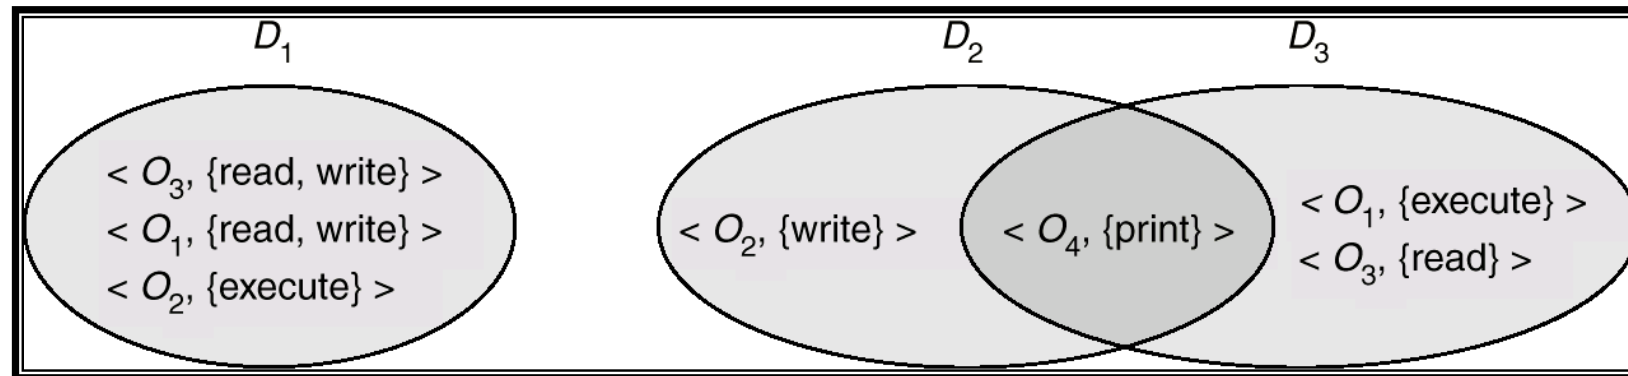 D₁
D₂
D₃
< O₃, {read, write} >
< O₁, {read, write} >
< O₂, {execute} >
< O₂, {write} >
< O₄, {print} >
< O₁, {execute} >
< O₃, {read} >